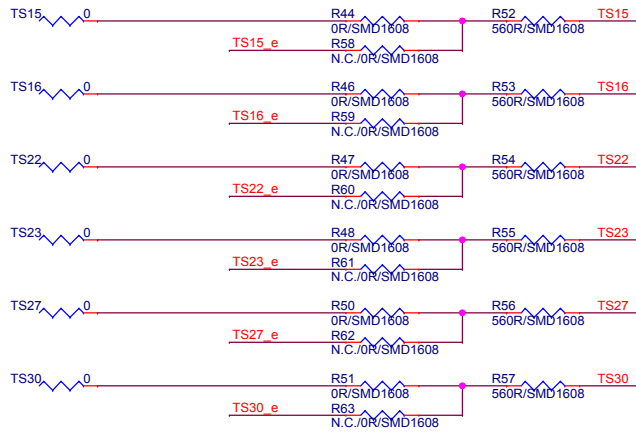 TS15 0 R44 R52 TS15
0R/SMD1608 560R/SMD1608
TS15_e R58
N.C./0R/SMD1608
TS16 0 R46 R53 TS16
0R/SMD1608 560R/SMD1608
TS16_e R59
N.C./0R/SMD1608
TS22 0 R47 R54 TS22
0R/SMD1608 560R/SMD1608
TS22_e R60
N.C./0R/SMD1608
TS23 0 R48 R55 TS23
0R/SMD1608 560R/SMD1608
TS23_e R61
N.C./0R/SMD1608
TS27 0 R50 R56 TS27
0R/SMD1608 560R/SMD1608
TS27_e R62
N.C./0R/SMD1608
TS30 0 R51 R57 TS30
0R/SMD1608 560R/SMD1608
TS30_e R63
N.C./0R/SMD1608